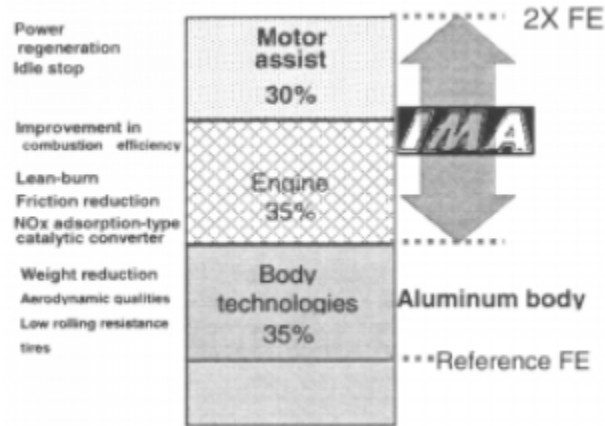 Power
regeneration
Idle stop
Motor
assist
30%
2X FE
IMA
Improvement in
combustion efficiency
Lean-burn
Friction reduction
NOx adsorption-type
catalytic converter
Engine
35%
Weight reduction
Aerodynamic qualities
Low rolling resistance
tires
Body
technologies
35%
Aluminum body
Reference FE